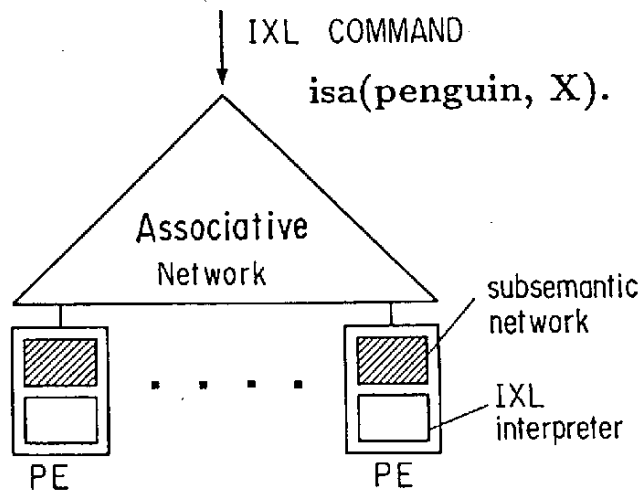 IXL COMMAND
isa(penguin, X).
Associative
Network
subsemantic
network
IXL
interpreter
PE
PE